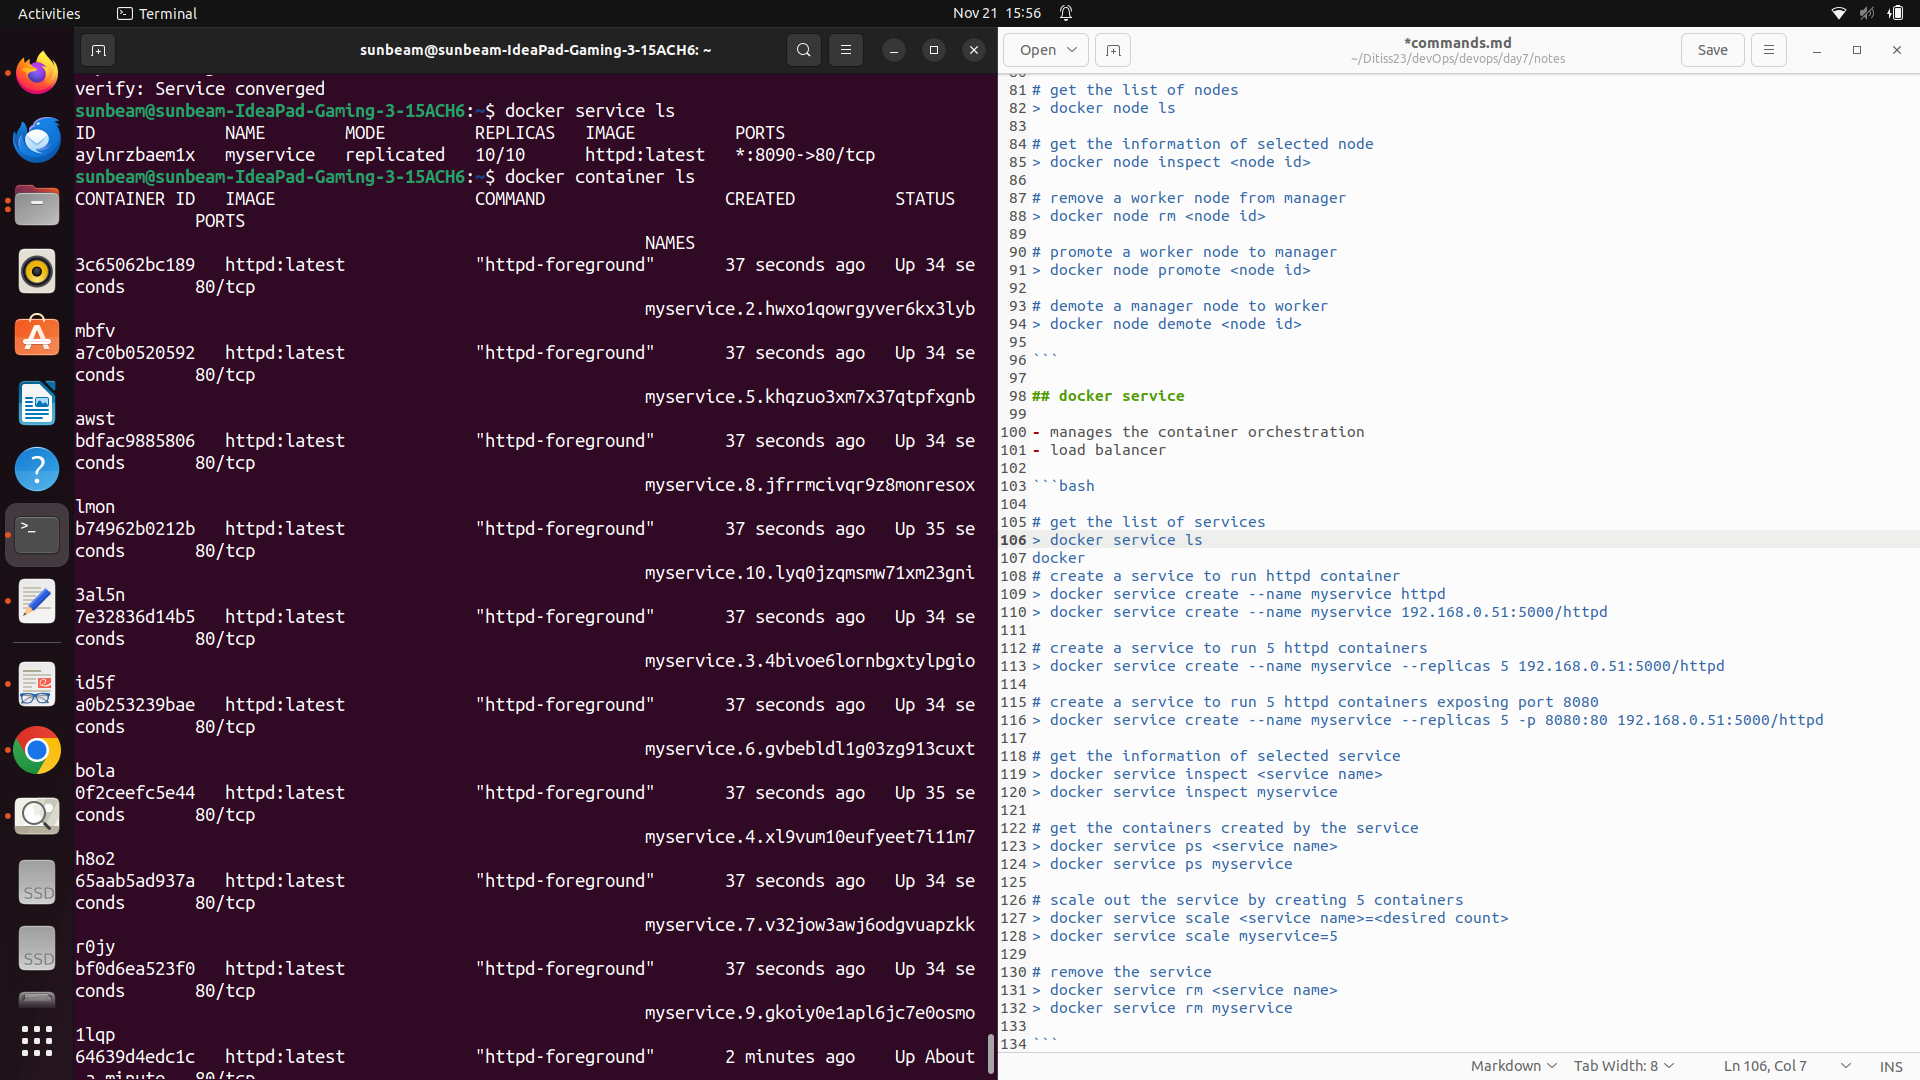 Activities
Terminal
Nov 21 15:56
sunbeam@sunbeam-IdeaPad-Gaming-3-15ACH6: ~
verify: Service converged
sunbeam@sunbeam-IdeaPad-Gaming-3-15ACH6:~$ docker service ls
ID             NAME        MODE         REPLICAS   IMAGE          PORTS
aylnrzbaem1x   myservice   replicated   10/10      httpd:latest   *:8090->80/tcp
sunbeam@sunbeam-IdeaPad-Gaming-3-15ACH6:~$ docker container ls
CONTAINER ID   IMAGE                    COMMAND                  CREATED          STATUS
PORTS
NAMES
3c65062bc189   httpd:latest             "httpd-foreground"       37 seconds ago   Up 34 se
conds       80/tcp
myservice.2.hwxo1qowrgyver6kx3lyb
mbfv
a7c0b0520592   httpd:latest             "httpd-foreground"       37 seconds ago   Up 34 se
conds       80/tcp
myservice.5.khqzuo3xm7x37qtpfxgnb
awst
bdfac9885806   httpd:latest             "httpd-foreground"       37 seconds ago   Up 34 se
conds       80/tcp
myservice.8.jfrrmcivqr9z8monresox
lmon
b74962b0212b   httpd:latest             "httpd-foreground"       37 seconds ago   Up 35 se
conds       80/tcp
myservice.10.lyq0jzqmsmw71xm23gni
3al5n
7e32836d14b5   httpd:latest             "httpd-foreground"       37 seconds ago   Up 34 se
conds       80/tcp
myservice.3.4bivoe6lornbgxtylpgio
id5f
a0b253239bae   httpd:latest             "httpd-foreground"       37 seconds ago   Up 34 se
conds       80/tcp
myservice.6.gvbebldl1g03zg913cuxt
bola
0f2ceefc5e44   httpd:latest             "httpd-foreground"       37 seconds ago   Up 35 se
conds       80/tcp
myservice.4.xl9vum10eufyeet7i11m7
h8o2
65aab5ad937a   httpd:latest             "httpd-foreground"       37 seconds ago   Up 34 se
conds       80/tcp
myservice.7.v32jow3awj6odgvuapzkk
r0jy
bf0d6ea523f0   httpd:latest             "httpd-foreground"       37 seconds ago   Up 34 se
conds       80/tcp
myservice.9.gkoiy0e1apl6jc7e0osmo
1lqp
64639d4edc1c   httpd:latest             "httpd-foreground"       2 minutes ago    Up About
a minute   80/tcp
SSD
SSD
Open
*commands.md
~/Ditiss23/devOps/devops/day7/notes
Save
80
81 # get the list of nodes
82 > docker node ls
83
84 # get the information of selected node
85 > docker node inspect <node id>
86
87 # remove a worker node from manager
88 > docker node rm <node id>
89
90 # promote a worker node to manager
91 > docker node promote <node id>
92
93 # demote a manager node to worker
94 > docker node demote <node id>
95
96 ```
97
98 ## docker service
99
100 - manages the container orchestration
101 - load balancer
102
103 ```bash
104
105 # get the list of services
106 > docker service ls
107 docker
108 # create a service to run httpd container
109 > docker service create --name myservice httpd
110 > docker service create --name myservice 192.168.0.51:5000/httpd
111
112 # create a service to run 5 httpd containers
113 > docker service create --name myservice --replicas 5 192.168.0.51:5000/httpd
114
115 # create a service to run 5 httpd containers exposing port 8080
116 > docker service create --name myservice --replicas 5 -p 8080:80 192.168.0.51:5000/httpd
117
118 # get the information of selected service
119 > docker service inspect <service name>
120 > docker service inspect myservice
121
122 # get the containers created by the service
123 > docker service ps <service name>
124 > docker service ps myservice
125
126 # scale out the service by creating 5 containers
127 > docker service scale <service name>=<desired count>
128 > docker service scale myservice=5
129
130 # remove the service
131 > docker service rm <service name>
132 > docker service rm myservice
133
134 ```
Markdown
Tab Width: 8
Ln 106, Col 7
INS